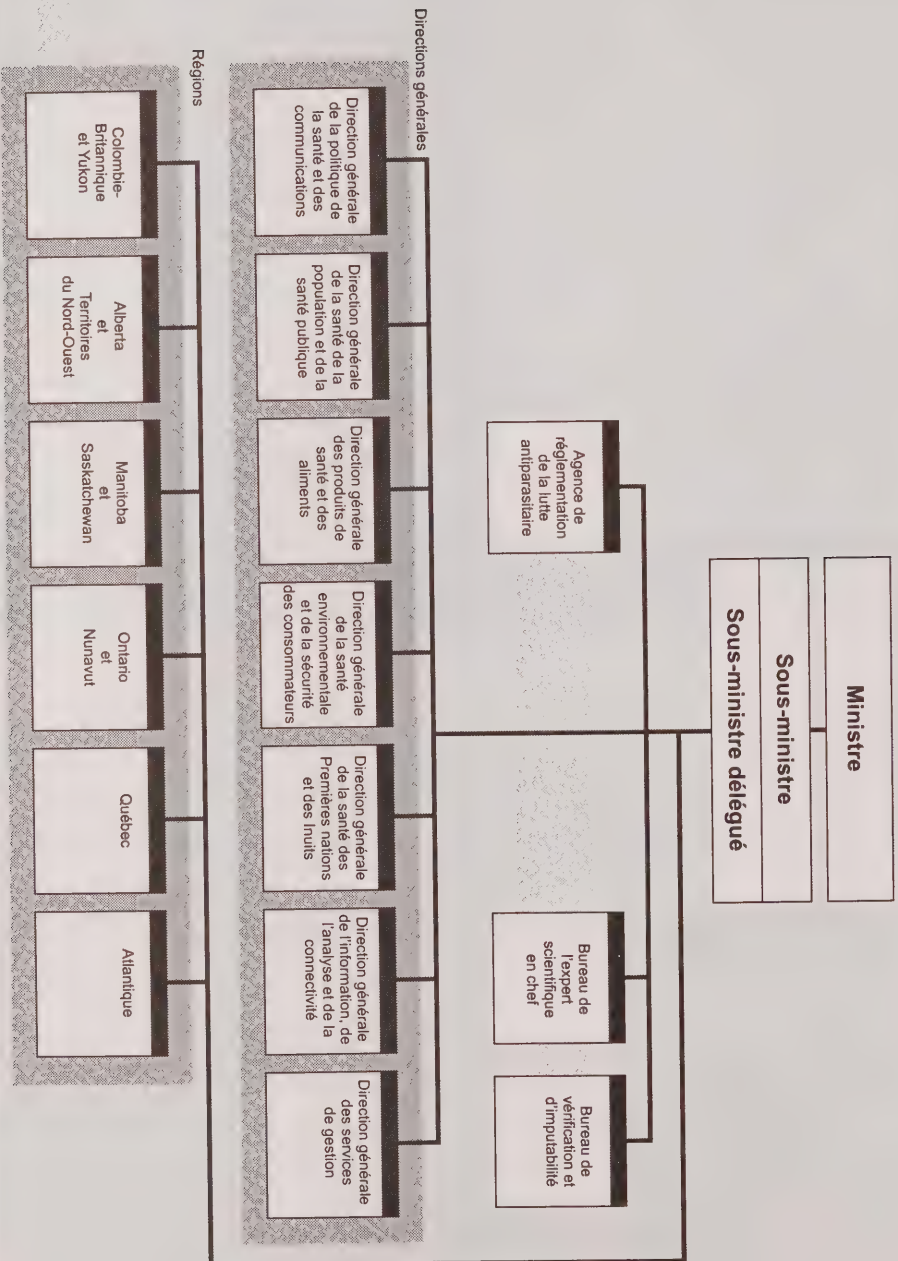 Ministre
Sous-ministre
Sous-ministre délégué
Agence de
réglementation
de la lutte
antiparasitaire
Bureau de
l'expert
scientifique
en chef
Bureau de
vérification et
d'imputabilité
Directions générales
Direction générale
de la politique de
la santé et des
communications
Direction générale
de la santé de la
population et de la
santé publique
Direction générale
des produits de
santé et des
aliments
Direction générale
de la santé
environnementale
et de la sécurité
des consommateurs
Direction générale
de la santé des
Premières nations
et des Inuits
Direction générale
de l'information, de
l'analyse et de la
connectivité
Direction générale
des services
de gestion
Régions
Colombie-
Britannique
et Yukon
Alberta
et
Territoires
du Nord-Ouest
Manitoba
et
Saskatchewan
Ontario
et
Nunavut
Québec
Atlantique